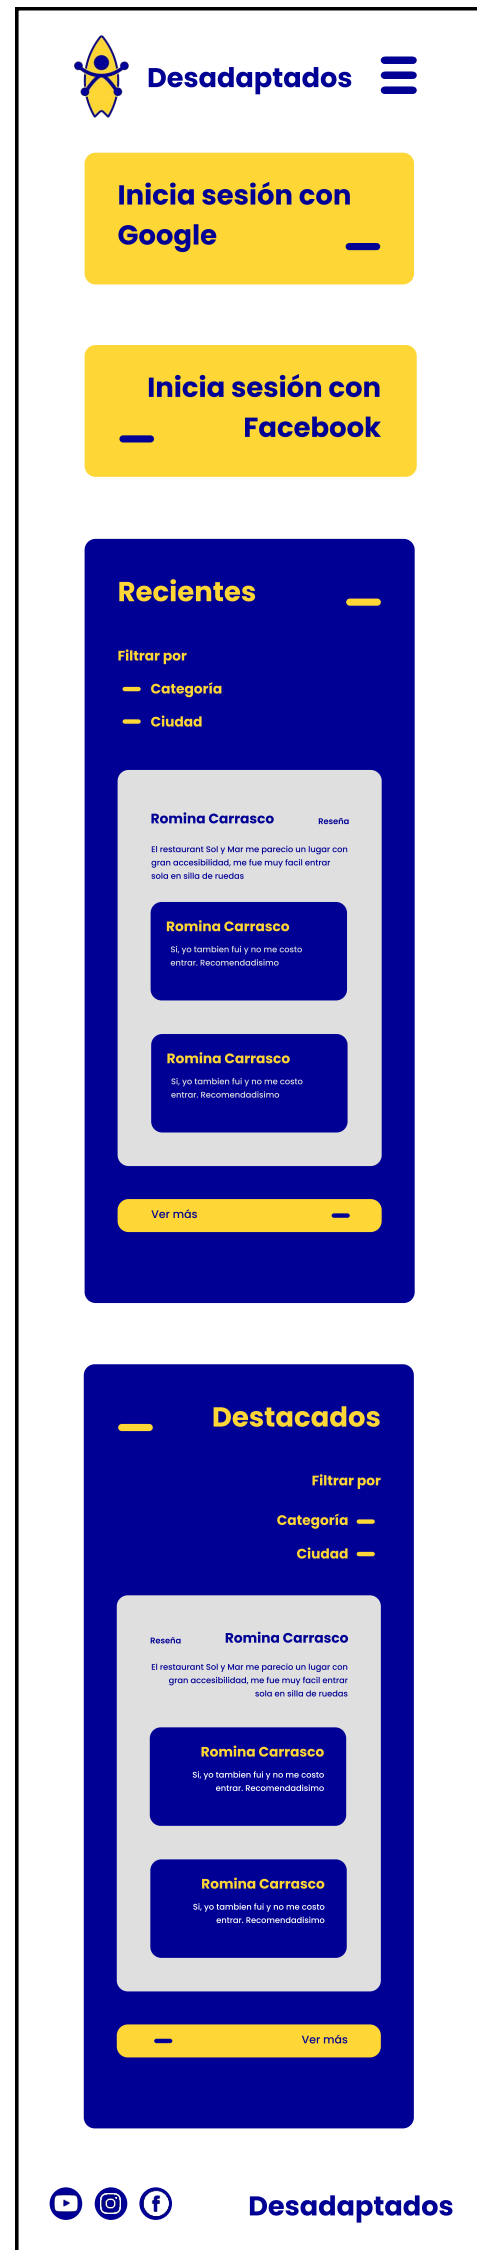 Desadaptados
Inicia sesión con
Google
Inicia sesión con
Facebook
Recientes
Filtrar por
Categoría
Ciudad
Romina Carrasco
Reseña
El restaurant Sol y Mar me parecio un lugar con
gran accesibilidad, me fue muy facil entrar
sola en silla de ruedas
Romina Carrasco
Si, yo tambien fui y no me costo
entrar. Recomendadisimo
Romina Carrasco
Si, yo tambien fui y no me costo
entrar. Recomendadisimo
Ver más
Destacados
Filtrar por
Categoría
Ciudad
Reseña
Romina Carrasco
El restaurant Sol y Mar me parecio un lugar con
gran accesibilidad, me fue muy facil entrar
sola en silla de ruedas
Romina Carrasco
Si, yo tambien fui y no me costo
entrar. Recomendadisimo
Romina Carrasco
Si, yo tambien fui y no me costo
entrar. Recomendadisimo
Ver más
Desadaptados